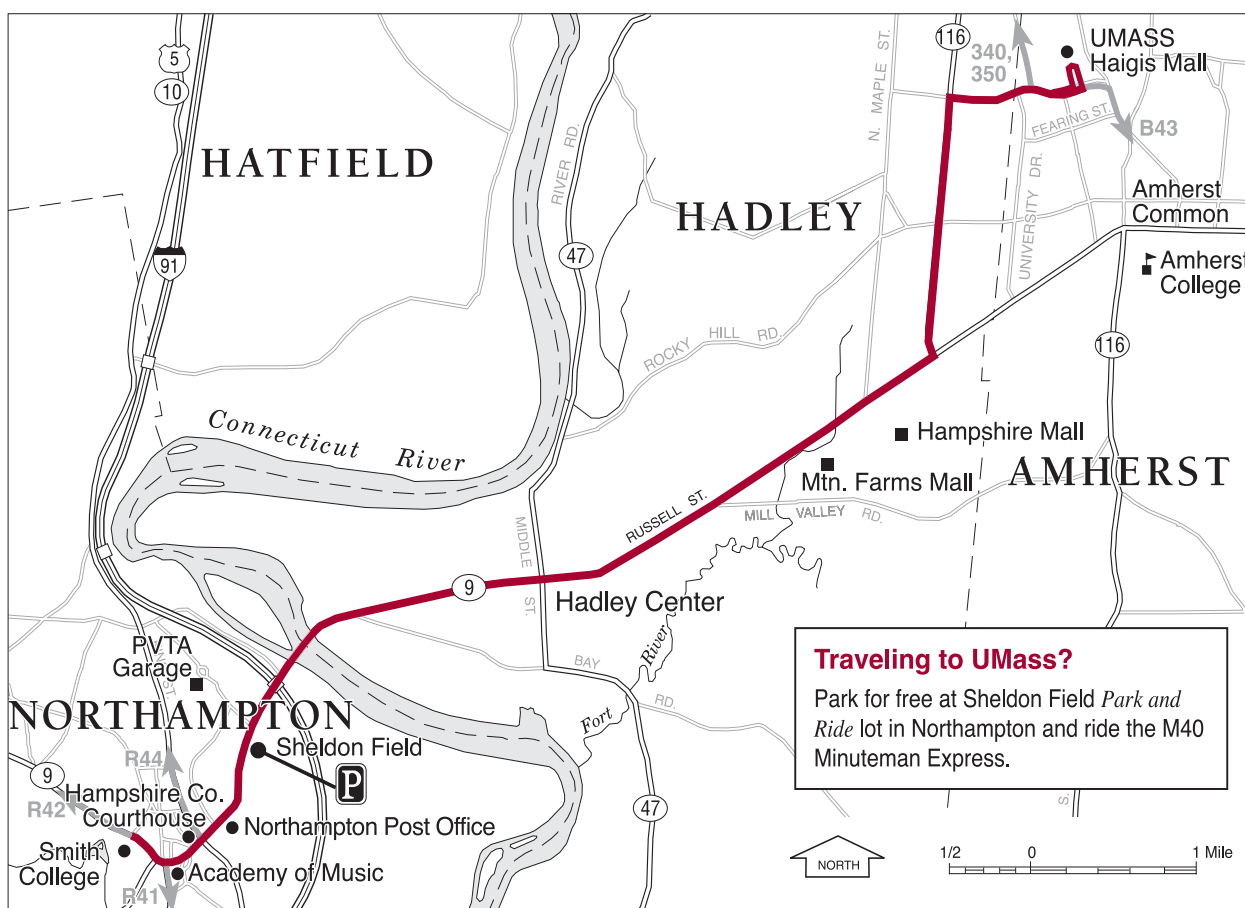 5
10
116
340,
350
UMASS
Haigis Mall
N. MAPLE ST.
RIVER RD.
FEARING ST.
B43
HATFIELD
HADLEY
UNIVERSITY DR.
Amherst
Common
47
91
Amherst
College
ROCKY HILL RD.
116
Connecticut River
Hampshire Mall
AMHERST
Mtn. Farms Mall
RUSSELL ST.
MILL VALLEY RD.
MIDDLE ST.
9
Hadley Center
PVTA
Garage
N. ST.
BAY RD.
Fort River
NORTHAMPTON
Sheldon Field
P
R44
9
R42
Hampshire Co.
Courthouse
Northampton Post Office
Smith
College
Academy of Music
R41
47
Traveling to UMass?
Park for free at Sheldon Field Park and
Ride lot in Northampton and ride the M40
Minuteman Express.
S.
NORTH
1/2 0 1 Mile